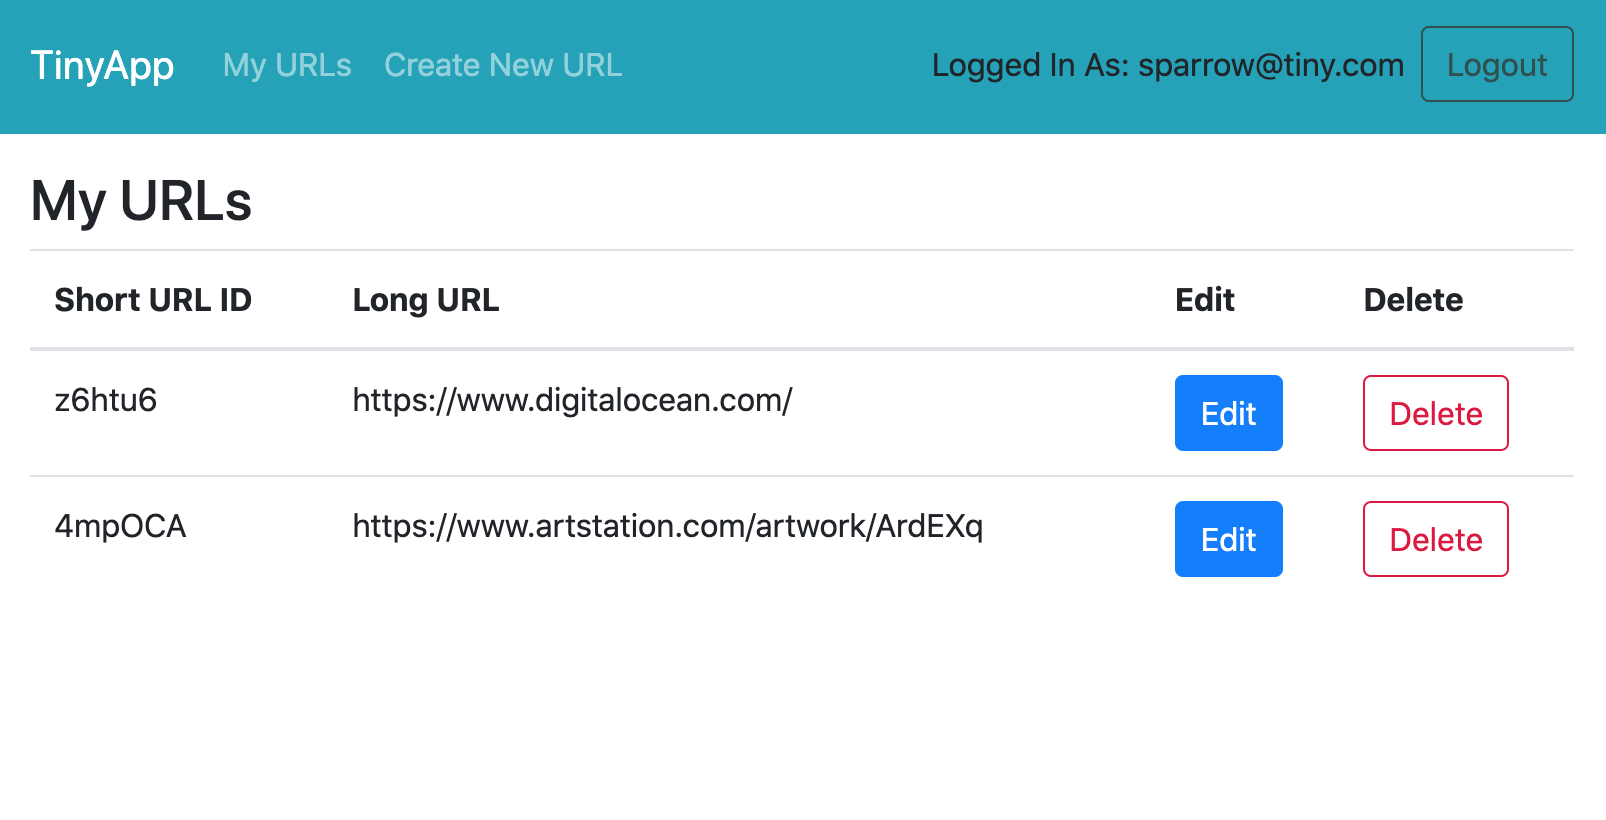 TinyApp My URLs Create New URL Logged In As: sparrow@tiny.com Logout
My URLs
Short URL ID Long URL Edit Delete
z6htu6 https://www.digitalocean.com/ Edit Delete
4mpOCA https://www.artstation.com/artwork/ArdEXq Edit Delete